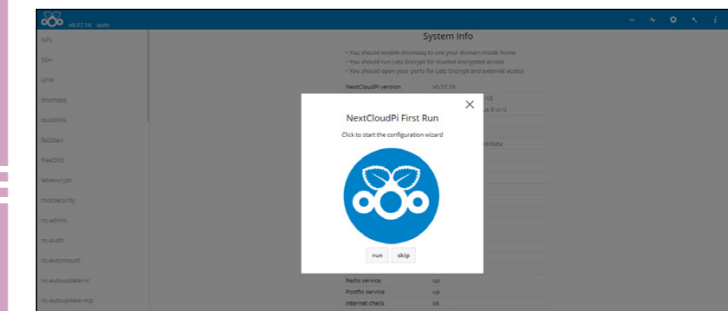 v0.57.16 auto
NFS
SSH
UFW
dnsmasq
duckDNS
fail2ban
freeDNS
letsencrypt
modsecurity
nc-admin
nc-audit
nc-automount
nc-autoupdate-nc
nc-autoupdate-ncp
System Info
- You should enable dnsmasq to use your domain inside home
- You should run Lets Encrypt for trusted encrypted access
- You should open your ports for Lets Encrypt and external access
NextCloudPi version v0.57.16
NextCloudPi First Run
Click to start the configuration wizard
run skip
Redis service up
Postfix service up
internet check ok